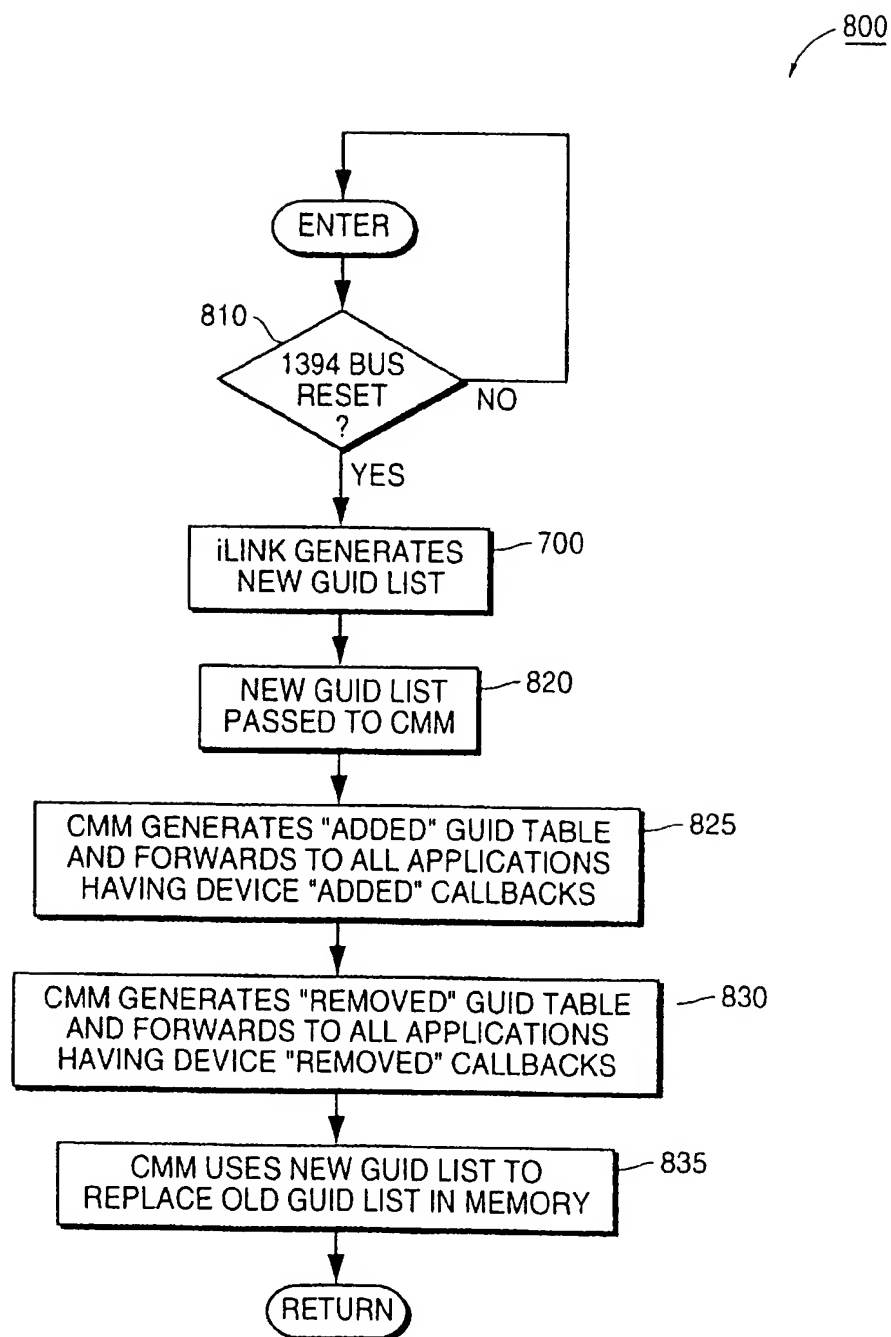 800
ENTER
810
1394 BUS
RESET
?
NO
YES
iLINK GENERATES
NEW GUID LIST
700
NEW GUID LIST
PASSED TO CMM
820
CMM GENERATES "ADDED" GUID TABLE
AND FORWARDS TO ALL APPLICATIONS
HAVING DEVICE "ADDED" CALLBACKS
825
CMM GENERATES "REMOVED" GUID TABLE
AND FORWARDS TO ALL APPLICATIONS
HAVING DEVICE "REMOVED" CALLBACKS
830
CMM USES NEW GUID LIST TO
REPLACE OLD GUID LIST IN MEMORY
835
RETURN